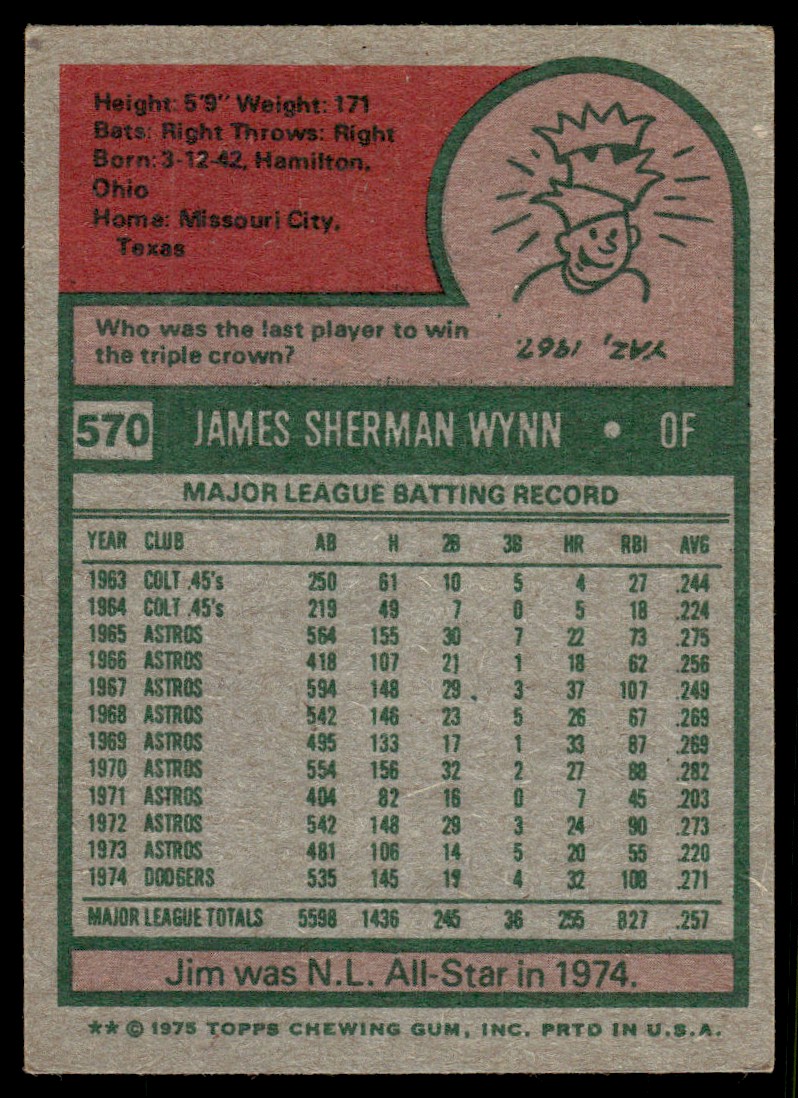 Height: 5'9" Weight: 171
Bats: Right Throws: Right
Born: 3-12-42, Hamilton,
Ohio
Home: Missouri City,
Texas
Who was the last player to win
the triple crown?
YAZ, 1967.
570 JAMES SHERMAN WYNN • OF
MAJOR LEAGUE BATTING RECORD
YEAR CLUB AB H 2B 3B HR RBI AVG
1963 COLT .45's 250 61 10 5 4 27 .244
1964 COLT .45's 219 49 7 0 5 18 .224
1965 ASTROS 564 155 30 7 22 73 .275
1966 ASTROS 418 107 21 1 18 62 .256
1967 ASTROS 594 148 29 3 37 107 .249
1968 ASTROS 542 146 23 5 26 67 .269
1969 ASTROS 495 133 17 1 33 87 .269
1970 ASTROS 554 156 32 2 27 88 .282
1971 ASTROS 404 82 16 0 7 45 .203
1972 ASTROS 542 148 29 3 24 90 .273
1973 ASTROS 481 106 14 5 20 55 .220
1974 DODGERS 535 145 17 4 32 108 .271
MAJOR LEAGUE TOTALS 5598 1436 245 36 255 827 .257
Jim was N.L. All-Star in 1974.
** © 1975 TOPPS CHEWING GUM, INC. PRTD IN U.S.A.